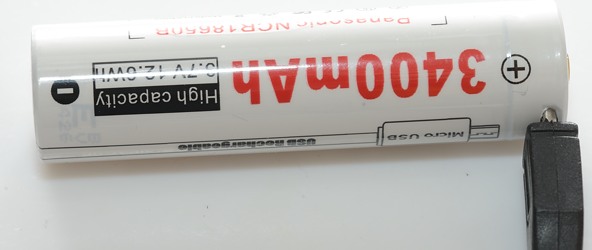 Panasonic NCR18650B
3400mAh
High capacity
3.7V 12.6Wh
Micro USB
USB Rechargeable